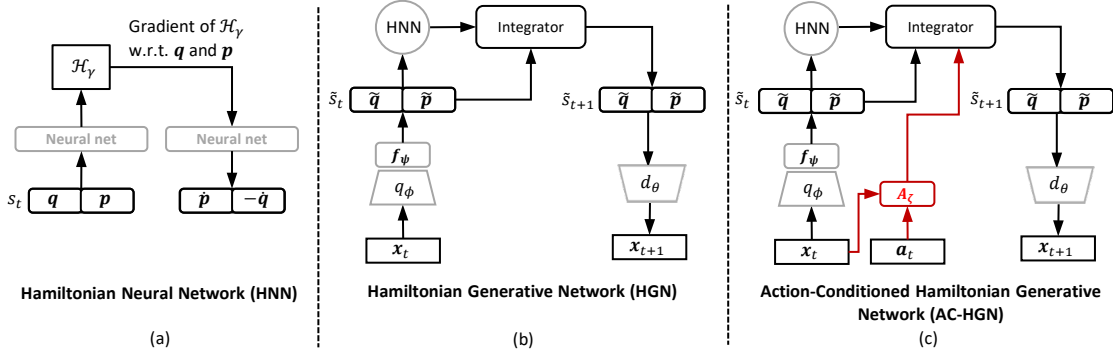 Gradient of ℋ_γ
w.r.t. q and p
ℋ_γ
Neural net
Neural net
s_t
q
p
ṗ
−q̇
Hamiltonian Neural Network (HNN)
(a)
HNN
Integrator
s̃_t
q̃
p̃
s̃_{t+1}
q̃
p̃
f_ψ
q_ϕ
d_θ
x_t
x_{t+1}
Hamiltonian Generative Network (HGN)
(b)
HNN
Integrator
s̃_t
q̃
p̃
s̃_{t+1}
q̃
p̃
f_ψ
q_ϕ
A_ζ
d_θ
x_t
a_t
x_{t+1}
Action-Conditioned Hamiltonian Generative
Network (AC-HGN)
(c)